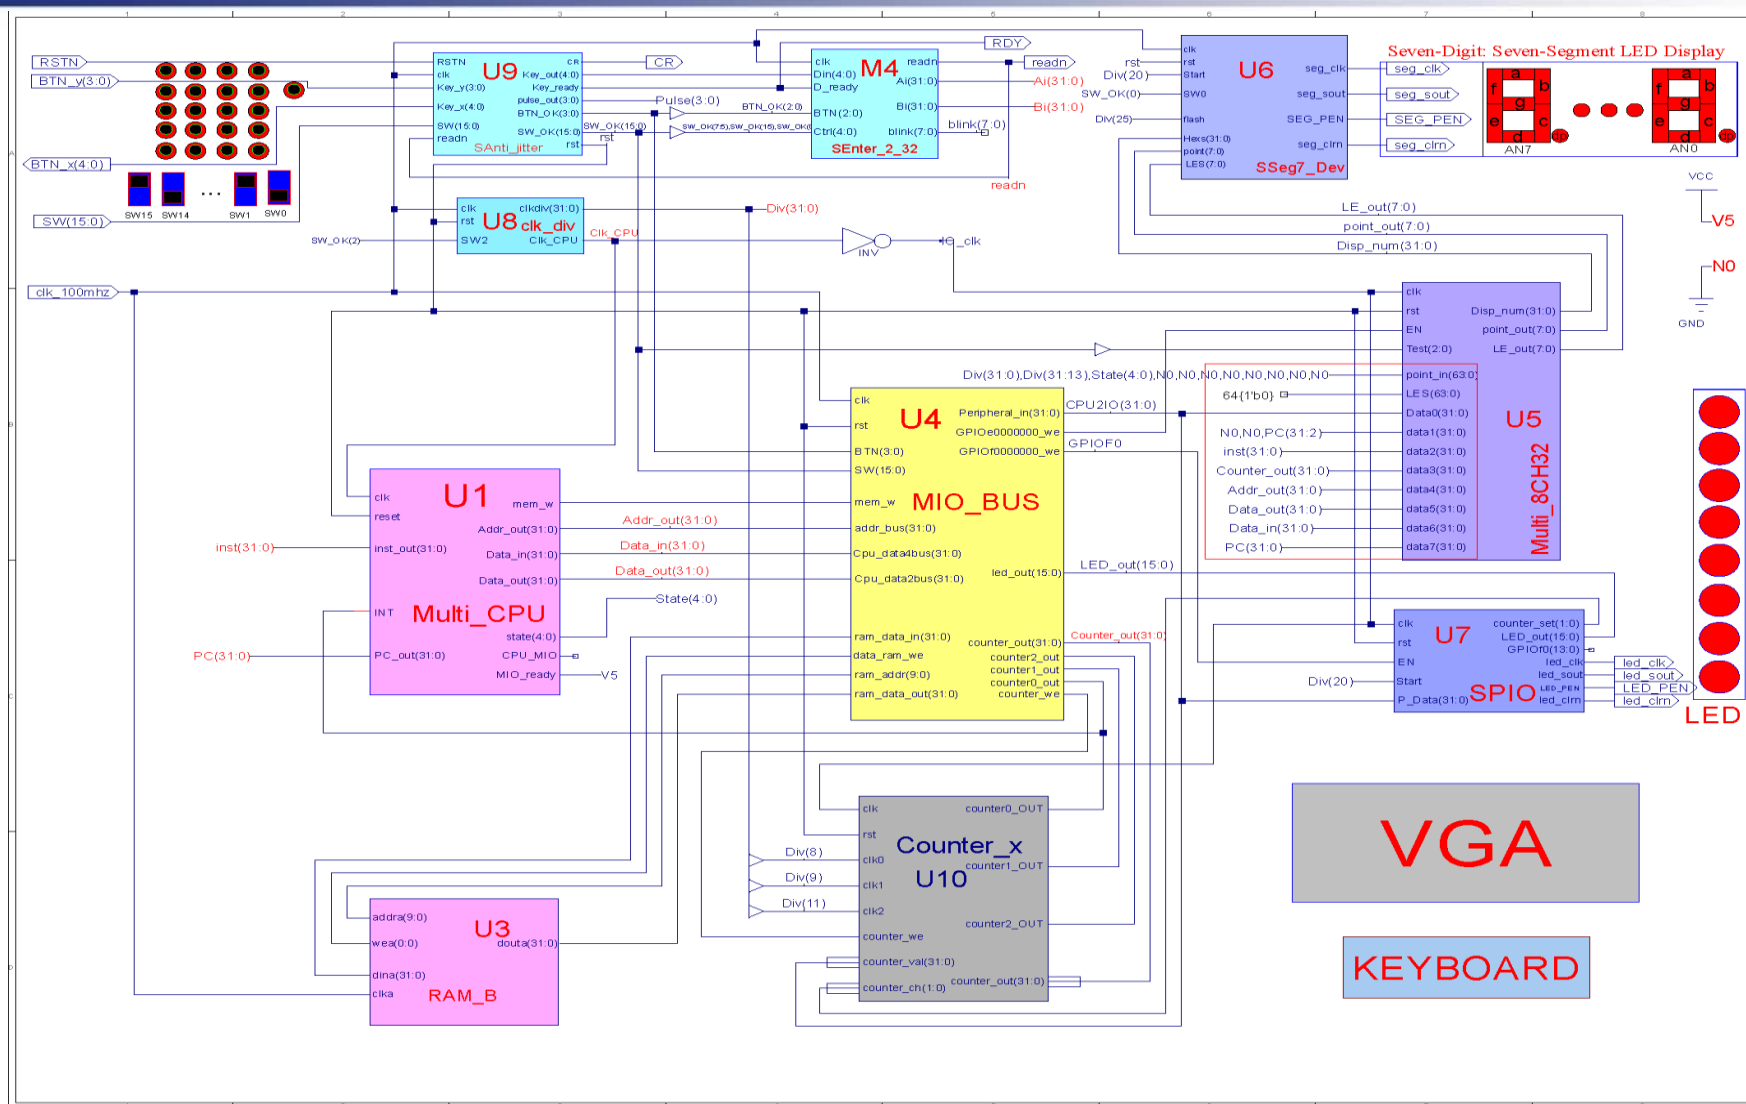 1 2 3 4 5 6 7 8
RSTN
BTN_y(3:0)
BTN_x(4:0)
SW(15:0)
SW15 SW14 ... SW1 SW0
clk_100mhz
RSTN
clk
Key_y(3:0)
Key_x(4:0)
SW(15:0)
readn
U9
CR
Key_out(4:0)
Key_ready
pulse_out(3:0)
BTN_OK(3:0)
SW_OK(15:0)
rst
SAnti_jitter
CR
Pulse(3:0)
BTN_OK(2:0)
SW_OK(15:0)
rst
clk
Din(4:0)
D_ready
BTN(2:0)
Ctrl(4:0)
M4
readn
Ai(31:0)
Bi(31:0)
blink(7:0)
SEnter_2_32
RDY
readn
Ai(31:0)
Bi(31:0)
blink(7:0)
readn
rst
Div(20)
SW_OK(0)
Div(25)
clk
rst
Start
SW0
flash
Hexs(31:0)
point(7:0)
LES(7:0)
U6
seg_clk
seg_sout
SEG_PEN
seg_clrn
SSeg7_Dev
seg_clk
seg_sout
SEG_PEN
seg_clrn
Seven-Digit: Seven-Segment LED Display
a
f b
g
e c
d
dp
AN7
a
f b
g
e c
d
dp
AN0
VCC
V5
N0
GND
LE_out(7:0)
point_out(7:0)
Disp_num(31:0)
SW_OK(2)
clk
rst
SW2
U8 clk_div
clkdiv(31:0)
Clk_CPU
Clk_CPU
Div(31:0)
INV
IO_clk
clk
rst
EN
Test(2:0)
point_in(63:0)
LES(63:0)
Data0(31:0)
data1(31:0)
data2(31:0)
data3(31:0)
data4(31:0)
data5(31:0)
data6(31:0)
data7(31:0)
Disp_num(31:0)
point_out(7:0)
LE_out(7:0)
U5
Multi_8CH32
Div(31:0),Div(31:13),State(4:0),N0,N0,N0,N0,N0,N0,N0
64{1'b0}
N0,N0,PC(31:2)
inst(31:0)
Counter_out(31:0)
Addr_out(31:0)
Data_out(31:0)
Data_in(31:0)
PC(31:0)
clk
rst
BTN(3:0)
SW(15:0)
mem_w
addr_bus(31:0)
Cpu_data4bus(31:0)
Cpu_data2bus(31:0)
ram_data_in(31:0)
data_ram_we
ram_addr(9:0)
ram_data_out(31:0)
U4
MIO_BUS
Peripheral_in(31:0)
GPIOe0000000_we
GPIOf0000000_we
led_out(15:0)
counter_out(31:0)
counter2_out
counter1_out
counter0_out
counter_we
CPU2IO(31:0)
GPIOF0
LED_out(15:0)
Counter_out(31:0)
inst(31:0)
PC(31:0)
clk
reset
inst_out(31:0)
INT
PC_out(31:0)
U1
Multi_CPU
mem_w
Addr_out(31:0)
Data_in(31:0)
Data_out(31:0)
state(4:0)
CPU_MIO
MIO_ready
Addr_out(31:0)
Data_in(31:0)
Data_out(31:0)
State(4:0)
V5
Div(20)
clk
rst
EN
Start
P_Data(31:0)
U7
SPIO
counter_set(1:0)
LED_out(15:0)
GPIOf0(13:0)
led_clk
led_sout
LED_PEN
led_clrn
led_clk
led_sout
LED_PEN
led_clrn
LED
Div(8)
Div(9)
Div(11)
clk
rst
clk0
clk1
clk2
counter_we
counter_val(31:0)
counter_ch(1:0)
Counter_x
U10
counter0_OUT
counter1_OUT
counter2_OUT
counter_out(31:0)
addra(9:0)
wea(0:0)
dina(31:0)
clka
U3
douta(31:0)
RAM_B
VGA
KEYBOARD